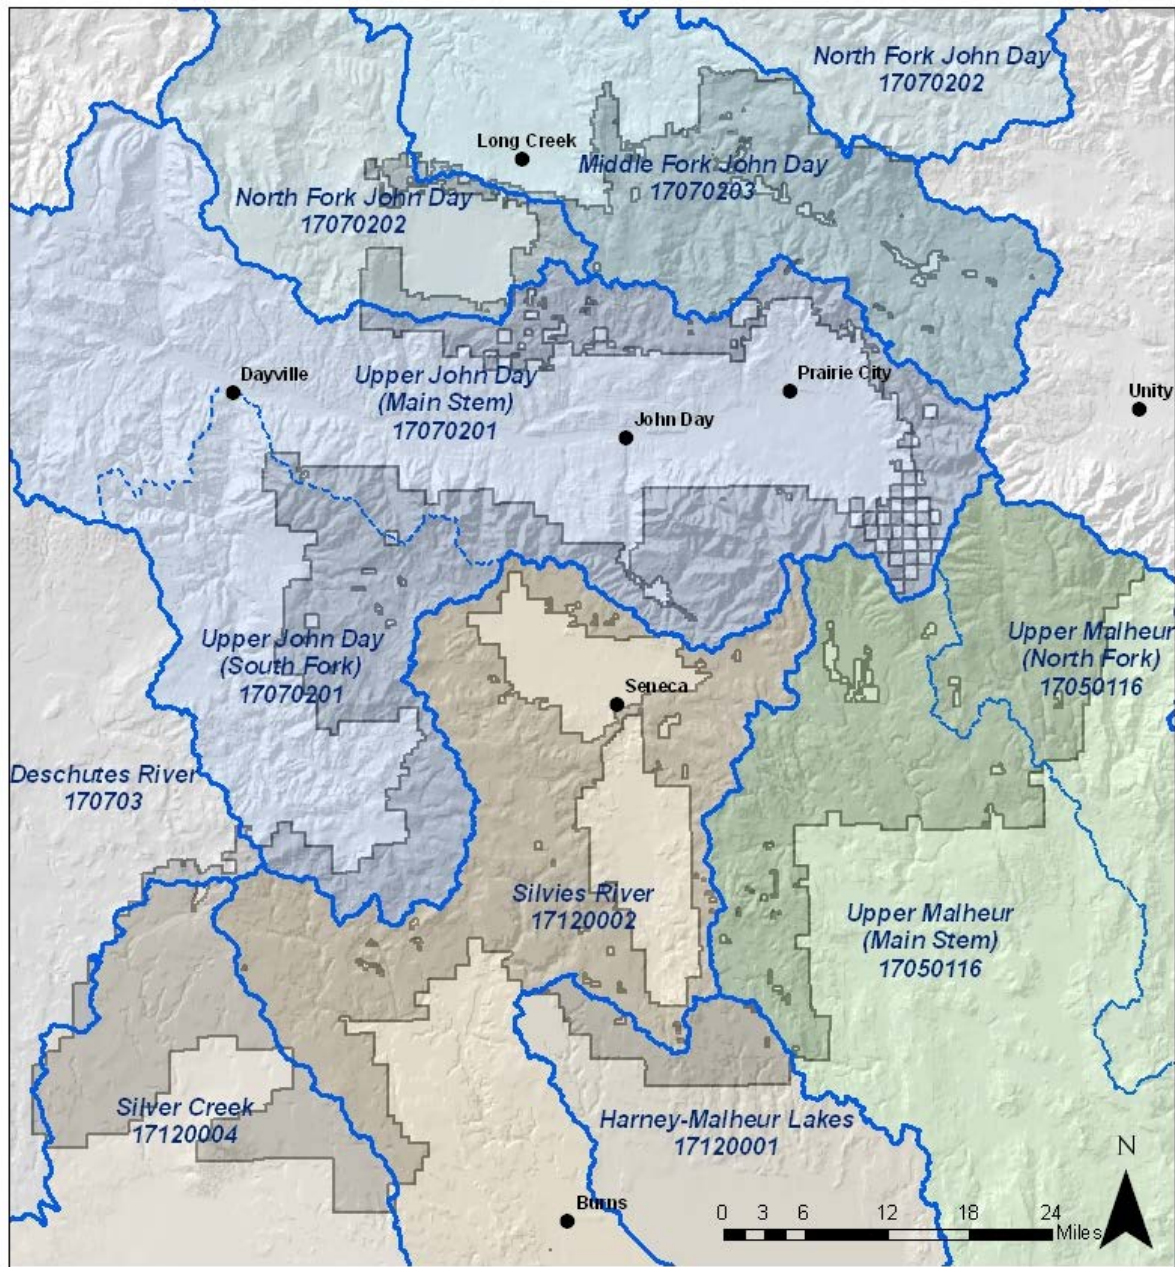 North Fork John Day
17070202
Long Creek
Middle Fork John Day
17070203
North Fork John Day
17070202
Dayville
Upper John Day
(Main Stem)
17070201
Prairie City
John Day
Unity
Upper John Day
(South Fork)
17070201
Upper Malheur
(North Fork)
17050116
Seneca
Deschutes River
170703
Silvies River
17120002
Upper Malheur
(Main Stem)
17050116
Silver Creek
17120004
Harney-Malheur Lakes
17120001
Burns
N
0 3 6 12 18 24
Miles